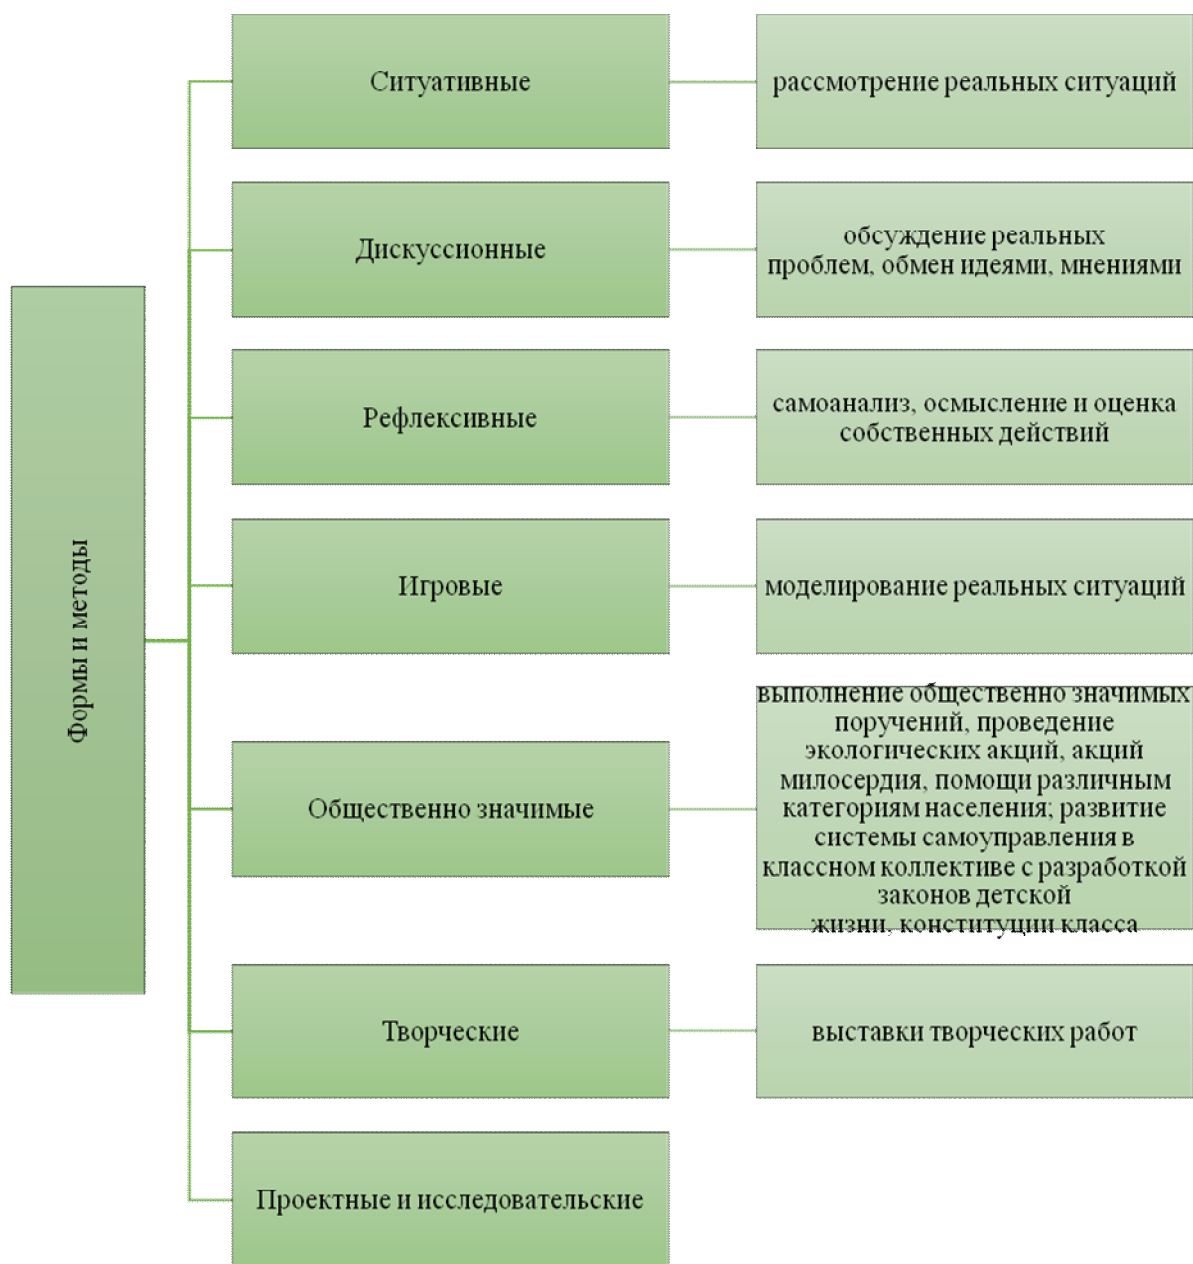 Формы и методы
Ситуативные
рассмотрение реальных ситуаций
Дискуссионные
обсуждение реальных
проблем, обмен идеями, мнениями
Рефлексивные
самоанализ, осмысление и оценка
собственных действий
Игровые
моделирование реальных ситуаций
Общественно значимые
выполнение общественно значимых
поручений, проведение
экологических акций, акций
милосердия, помощи различным
категориям населения; развитие
системы самоуправления в
классном коллективе с разработкой
законов детской
жизни, конституции класса
Творческие
выставки творческих работ
Проектные и исследовательские